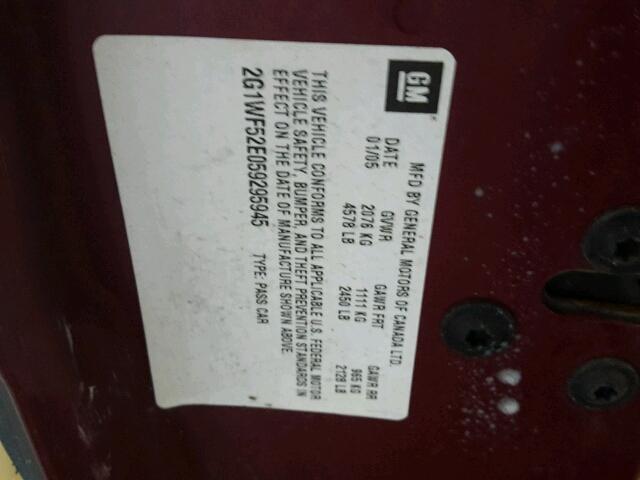 GM
MFD BY GENERAL MOTORS OF CANADA LTD.
DATE GVWR GAWR FRT GAWR RR
01/05 2076 KG 1111 KG 965 KG
4578 LB 2450 LB 2128 LB
THIS VEHICLE CONFORMS TO ALL APPLICABLE U.S. FEDERAL MOTOR
VEHICLE SAFETY, BUMPER, AND THEFT PREVENTION STANDARDS IN
EFFECT ON THE DATE OF MANUFACTURE SHOWN ABOVE.
2G1WF52E059295945 TYPE: PASS CAR